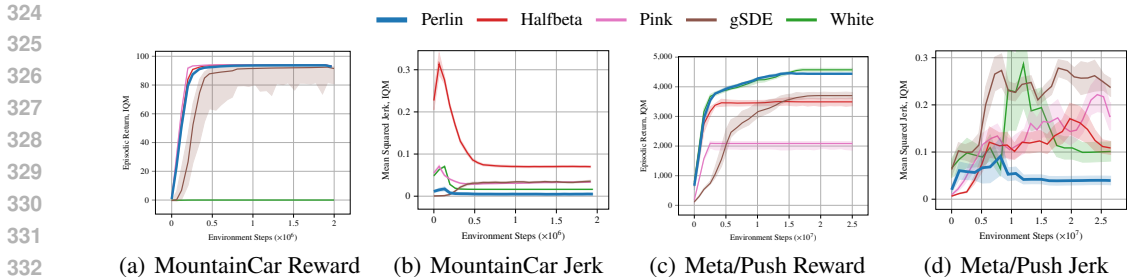 324
325
326
327
328
329
330
331
332
Perlin Halfbeta Pink gSDE White
Episodic Return, IQM
100
80
60
40
20
0
0 0.5 1 1.5 2
Environment Steps (×10⁶)
(a) MountainCar Reward
Mean Squared Jerk, IQM
0.3
0.2
0.1
0
0 0.5 1 1.5 2
Environment Steps (×10⁶)
(b) MountainCar Jerk
Episodic Return, IQM
5,000
4,000
3,000
2,000
1,000
0
0 0.5 1 1.5 2 2.5
Environment Steps (×10⁷)
(c) Meta/Push Reward
Mean Squared Jerk, IQM
0.3
0.2
0.1
0
0 0.5 1 1.5 2 2.5
Environment Steps (×10⁷)
(d) Meta/Push Jerk